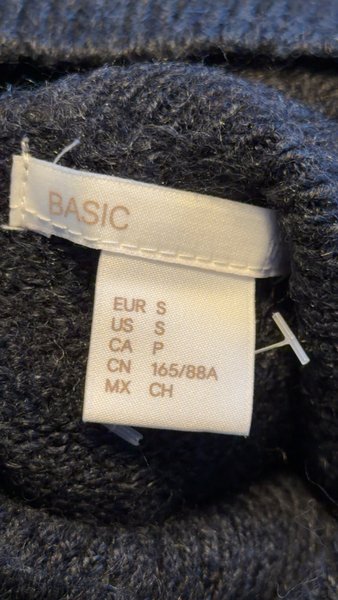 BASIC
EUR S
US S
CA P
CN 165/88A
MX CH